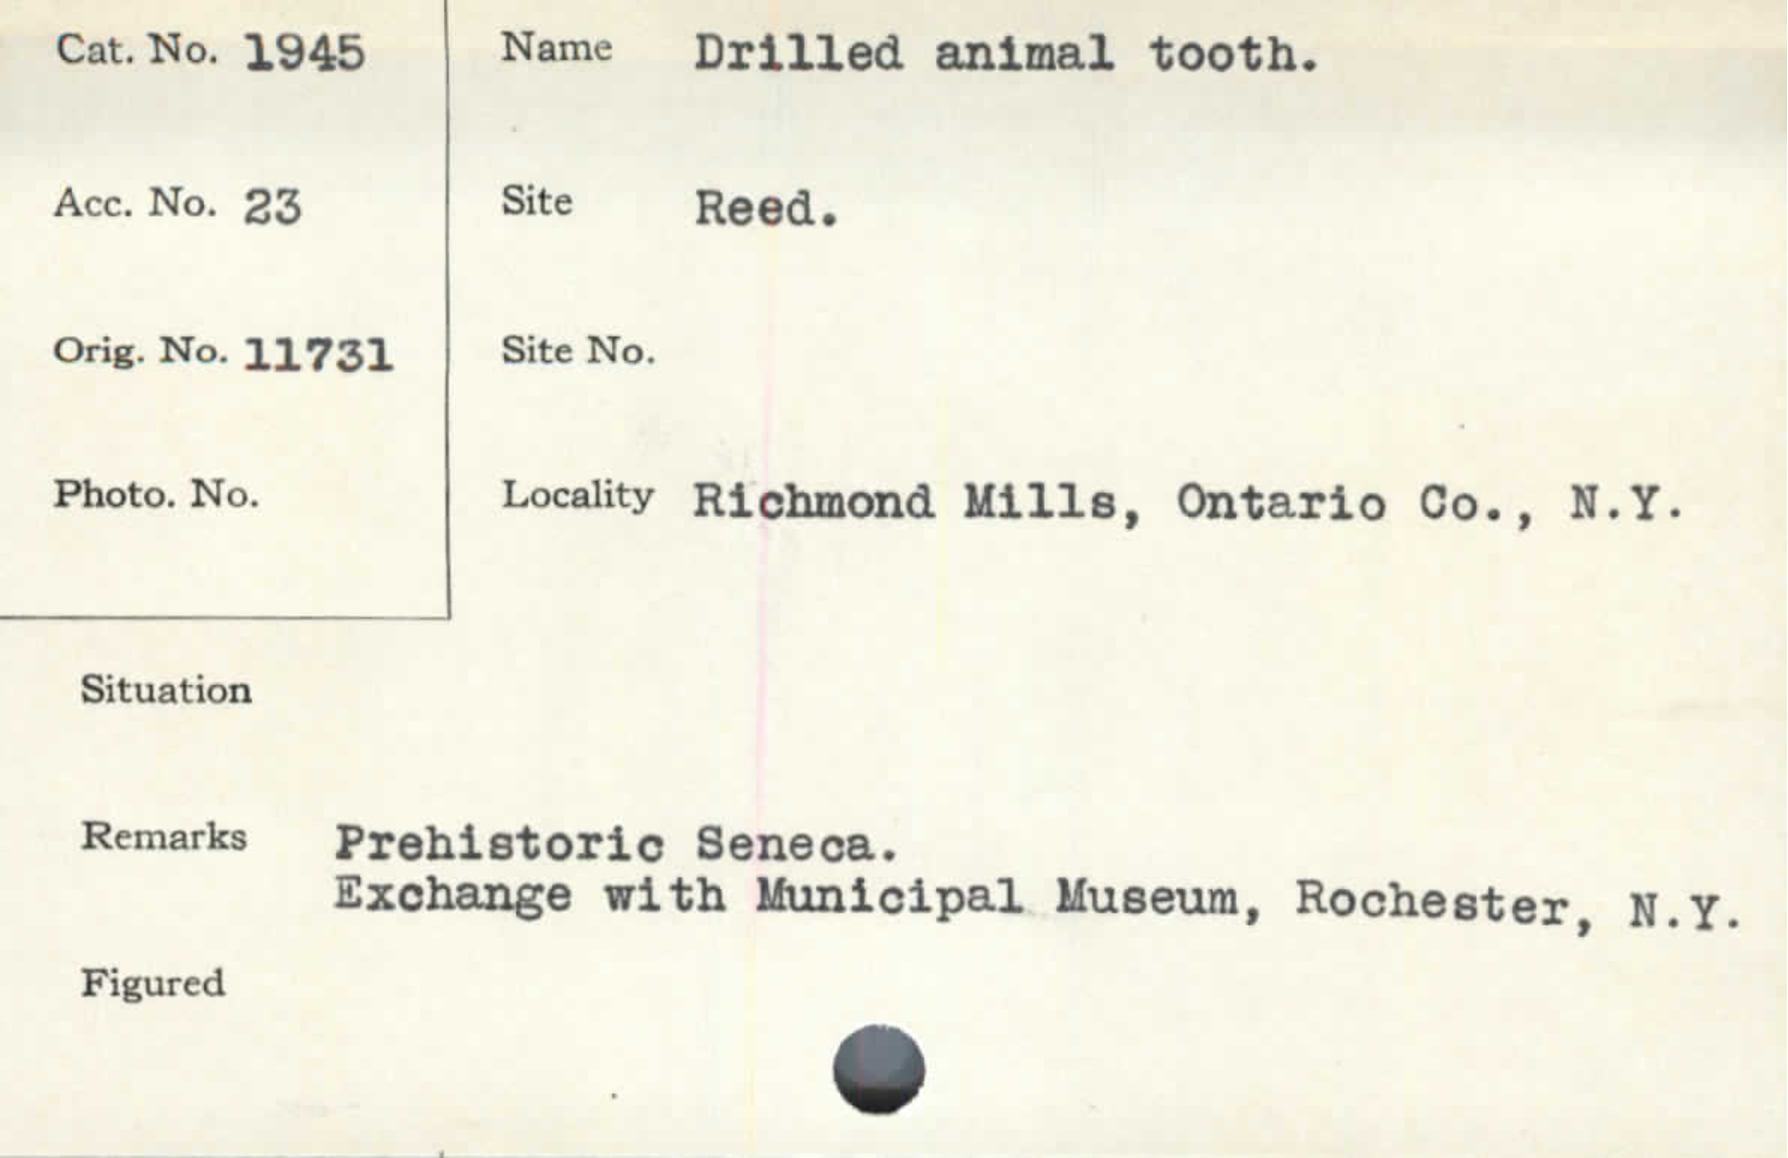 Cat. No. 1945
Name Drilled animal tooth.
Acc. No. 23
Site Reed.
Orig. No. 11731
Site No.
Photo. No.
Locality Richmond Mills, Ontario Co., N.Y.
Situation
Remarks Prehistoric Seneca.
Exchange with Municipal Museum, Rochester, N.Y.
Figured